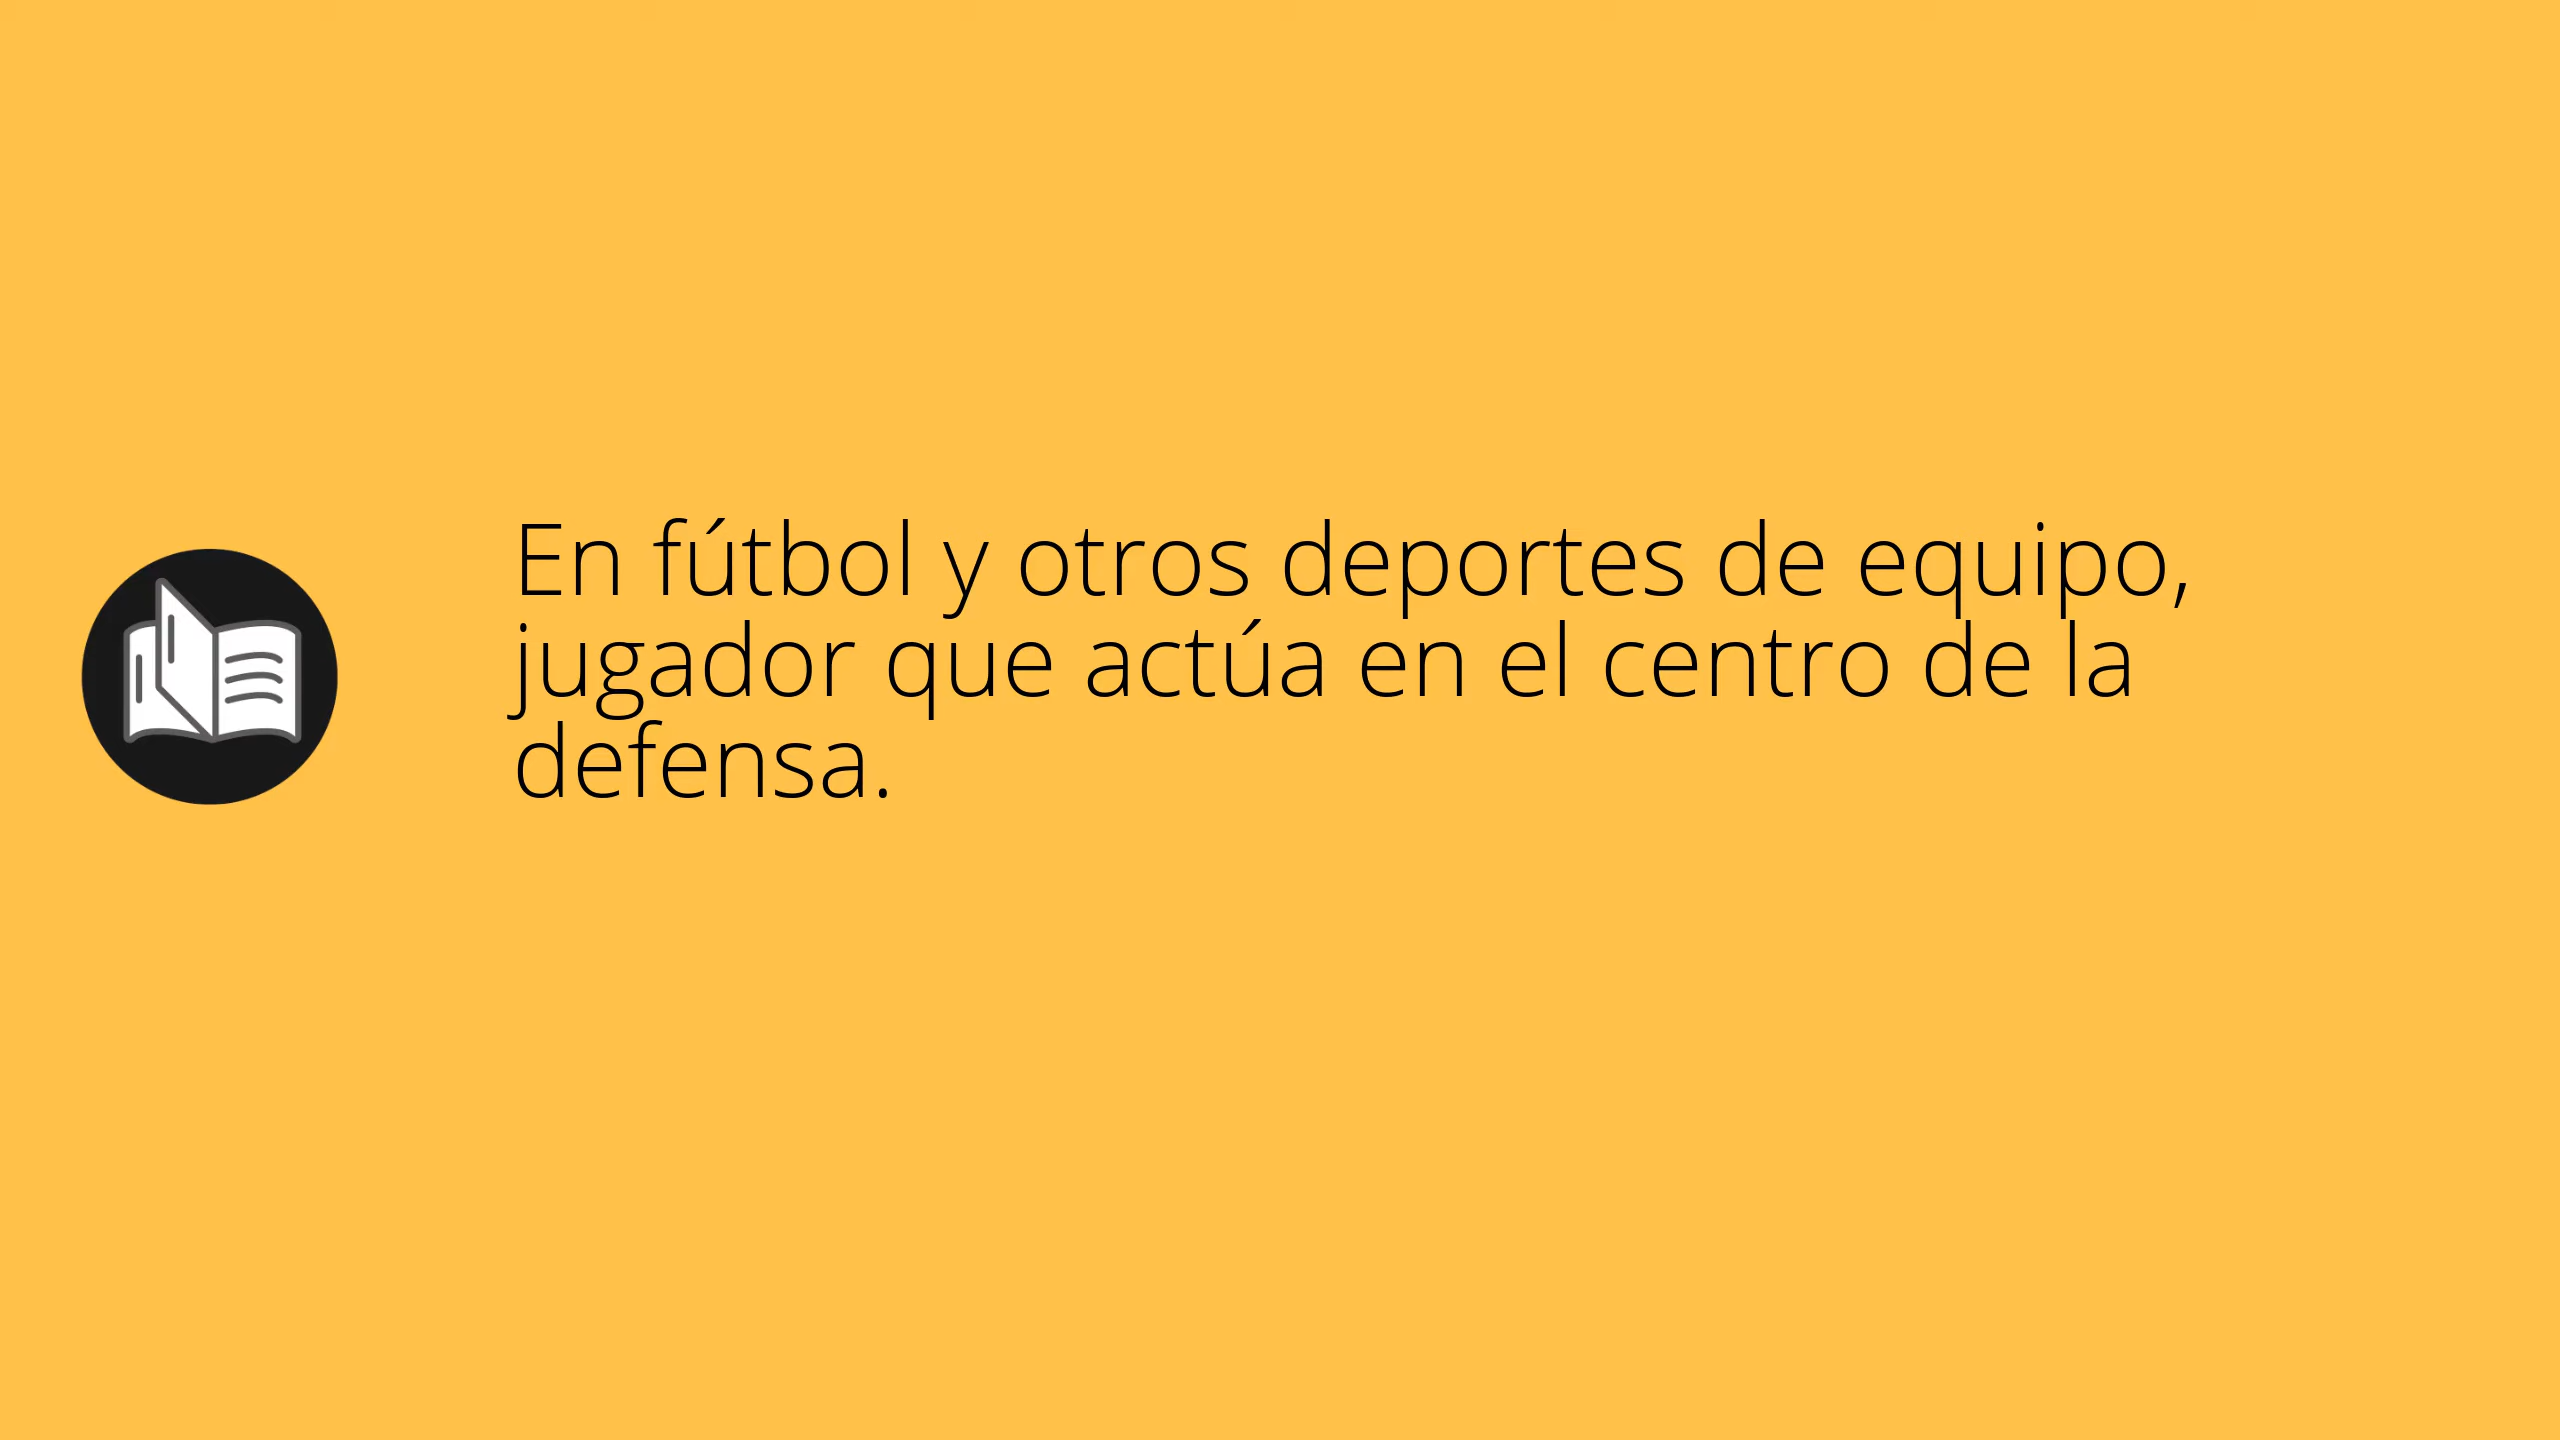 En fútbol y otros deportes de equipo,
jugador que actúa en el centro de la
defensa.